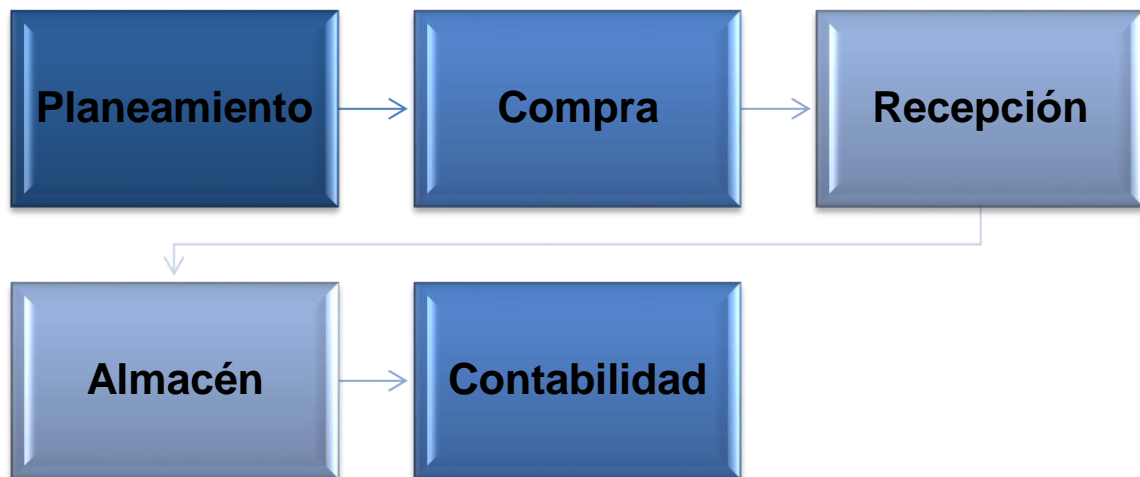 Planeamiento
Compra
Recepción
Almacén
Contabilidad